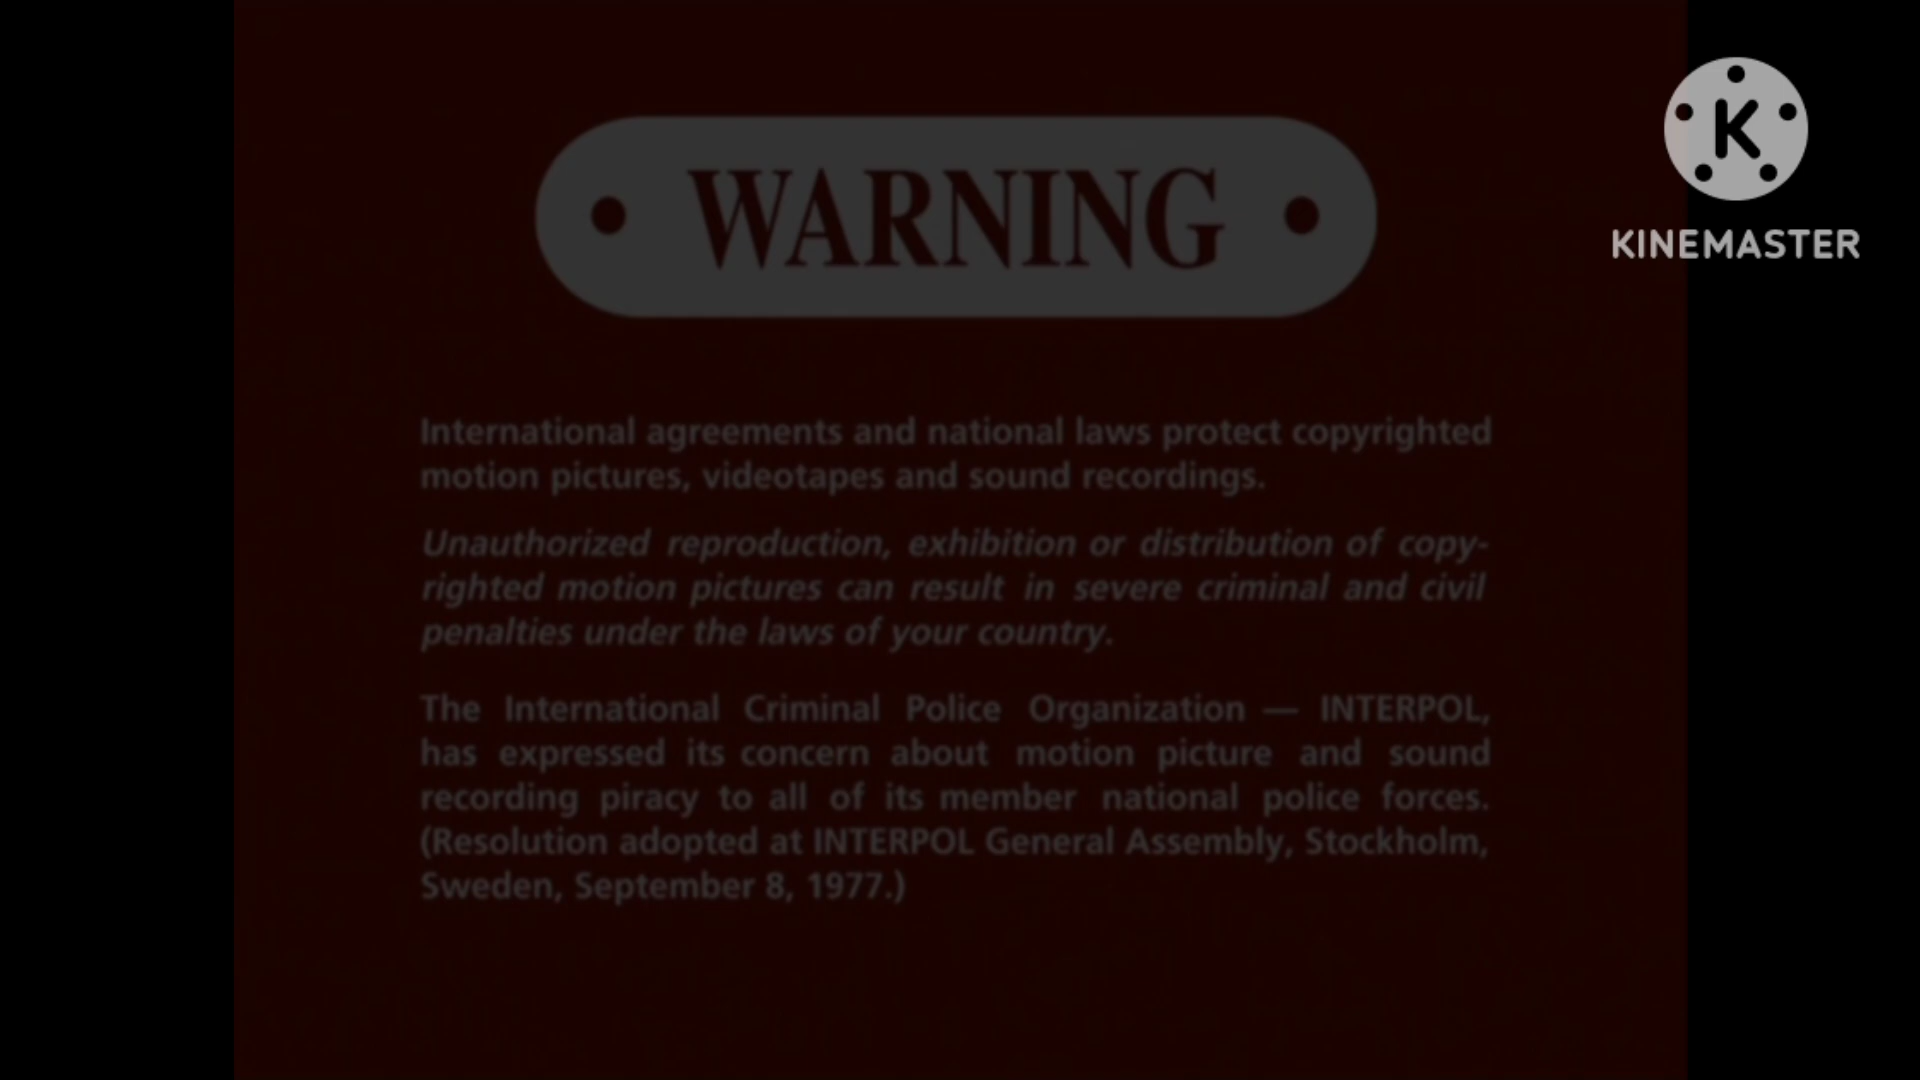 WARNING
K
KINEMASTER
International agreements and national laws protect copyrighted
motion pictures, videotapes and sound recordings.
Unauthorized reproduction, exhibition or distribution of copy-
righted motion pictures can result in severe criminal and civil
penalties under the laws of your country.
The International Criminal Police Organization — INTERPOL,
has expressed its concern about motion picture and sound
recording piracy to all of its member national police forces.
(Resolution adopted at INTERPOL General Assembly, Stockholm,
Sweden, September 8, 1977.)